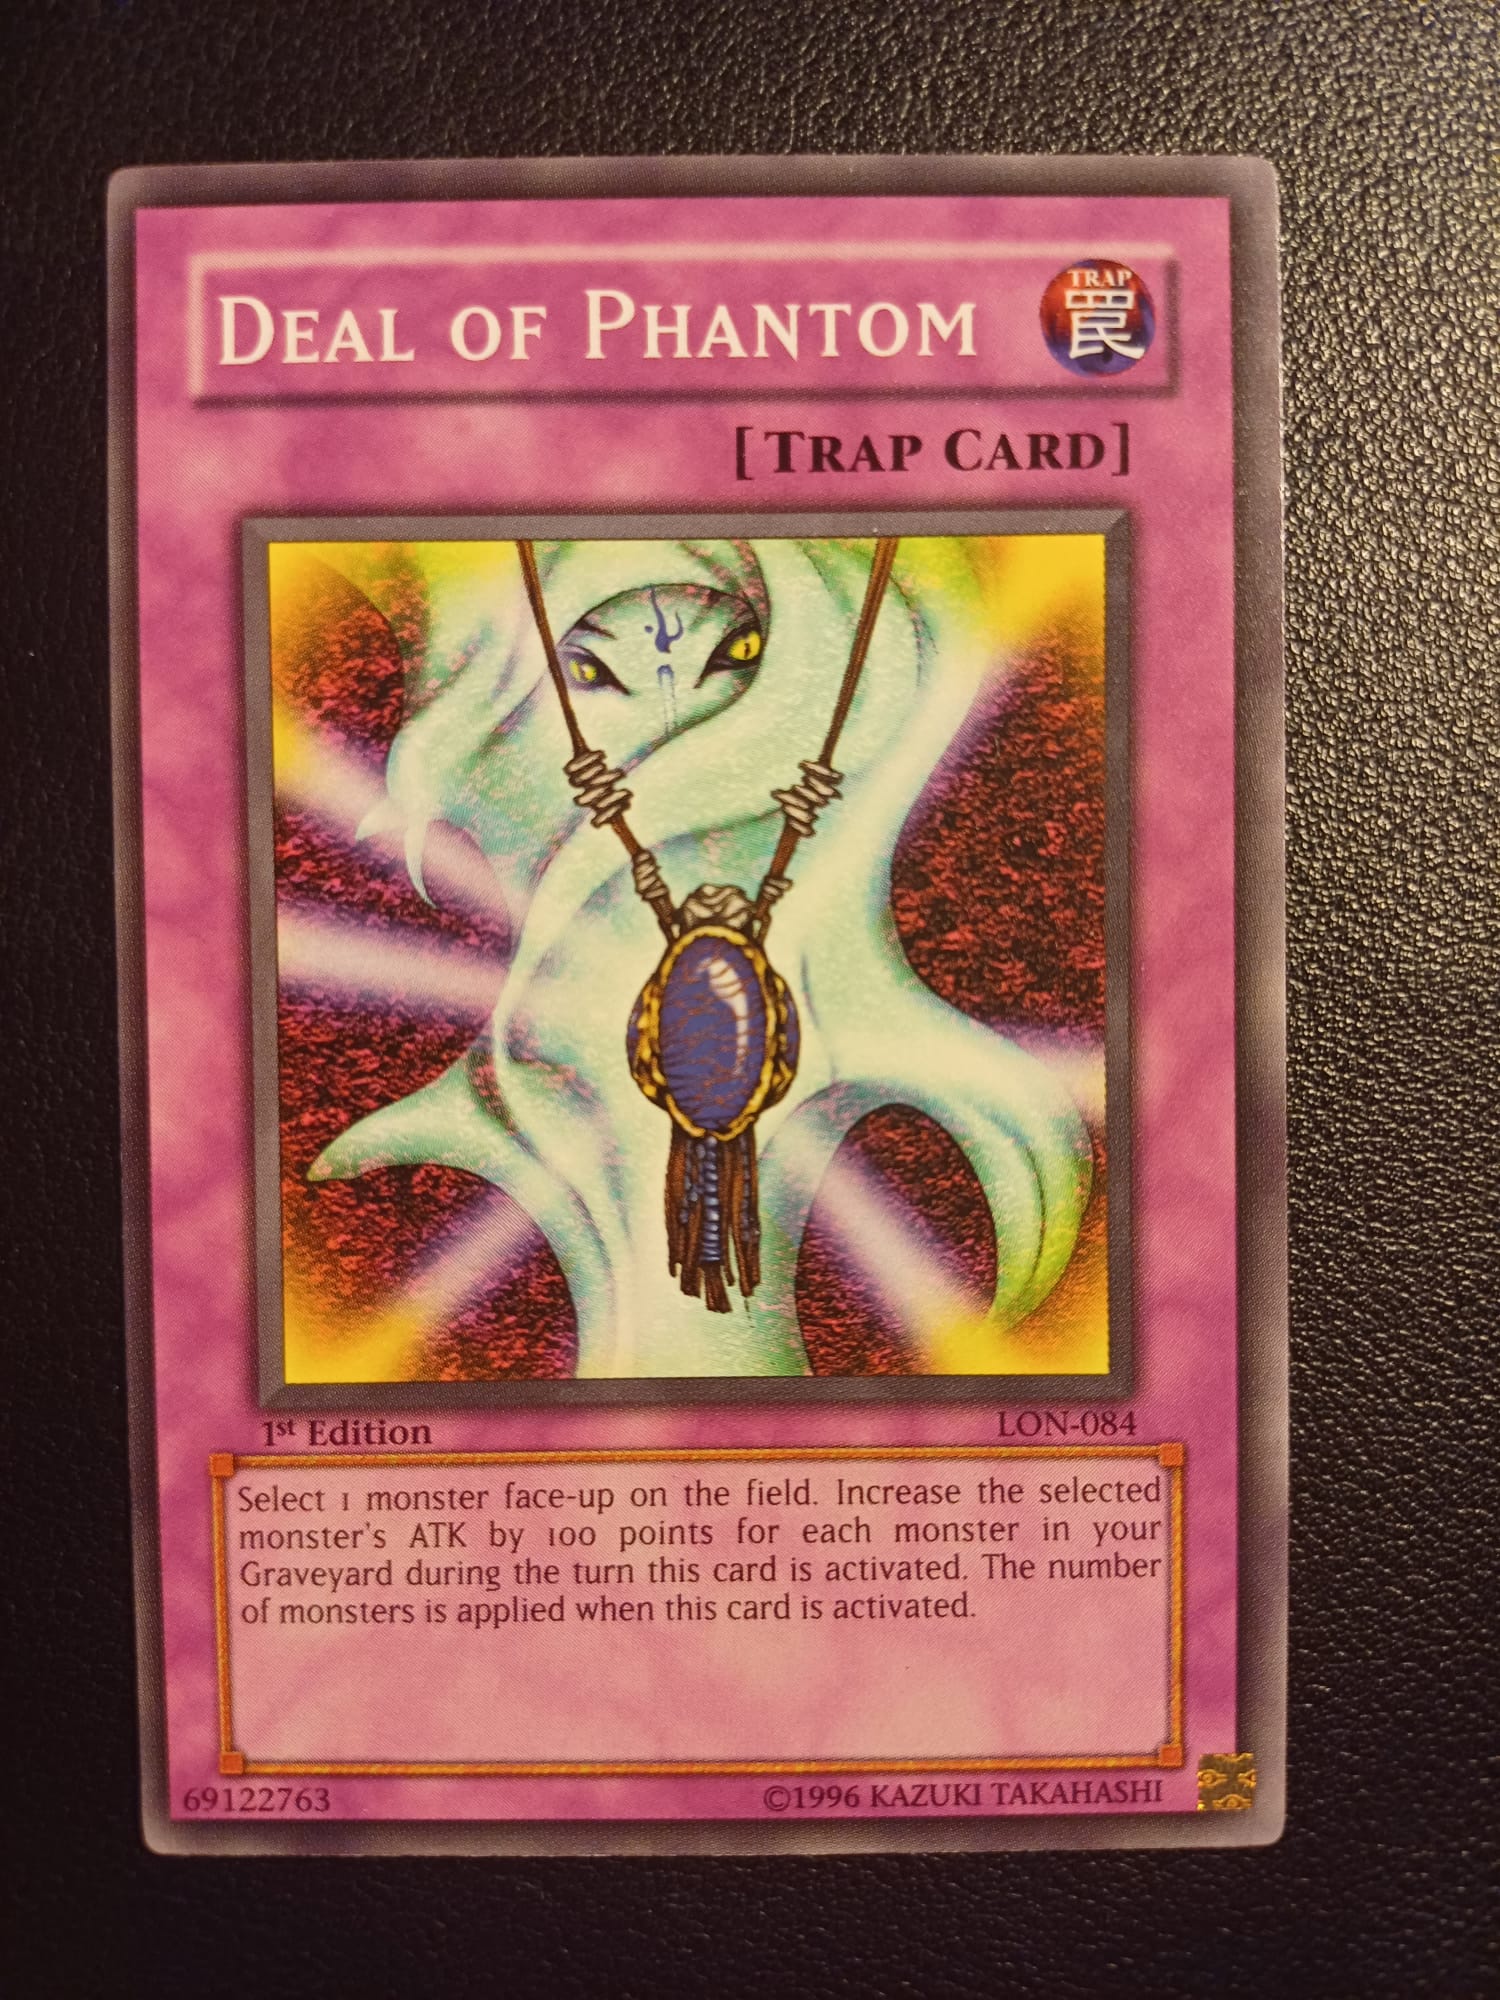 DEAL OF PHANTOM
TRAP
罠
[TRAP CARD]
1st Edition
LON-084
Select 1 monster face-up on the field. Increase the selected
monster's ATK by 100 points for each monster in your
Graveyard during the turn this card is activated. The number
of monsters is applied when this card is activated.
69122763
©1996 KAZUKI TAKAHASHI